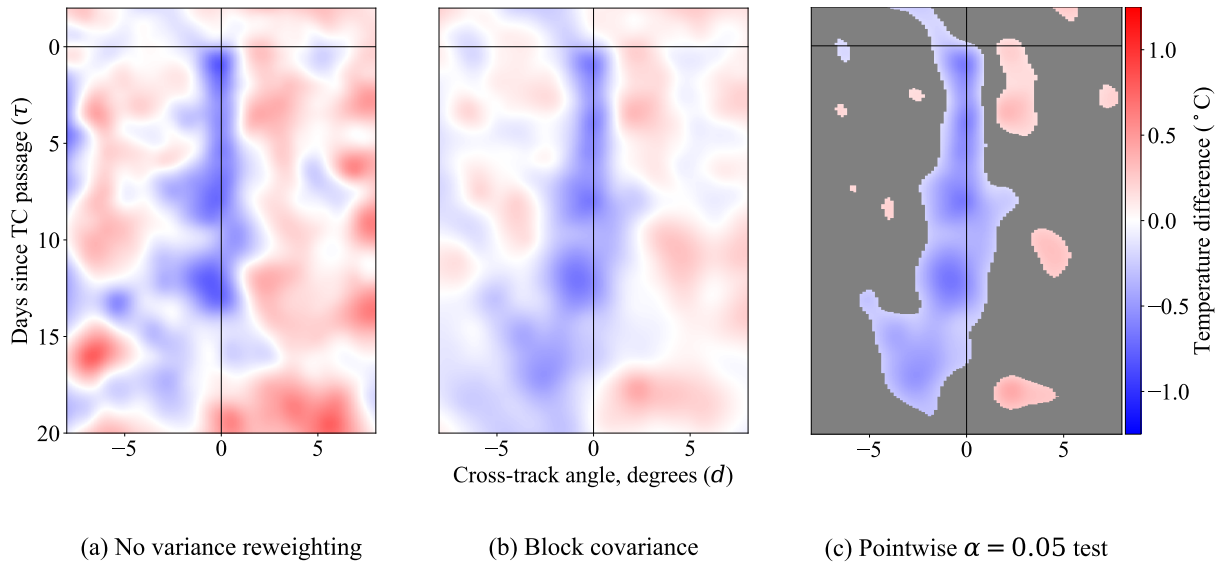 0
5
10
15
20
Days since TC passage (τ)
−5 0 5
−5 0 5
−5 0 5
Cross-track angle, degrees (d)
1.0
0.5
0.0
−0.5
−1.0
Temperature difference (°C)
(a) No variance reweighting
(b) Block covariance
(c) Pointwise α = 0.05 test